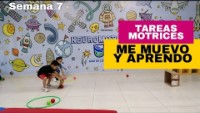 Semana 7
TAREAS
MOTRICES
ME MUEVO
Y APRENDO